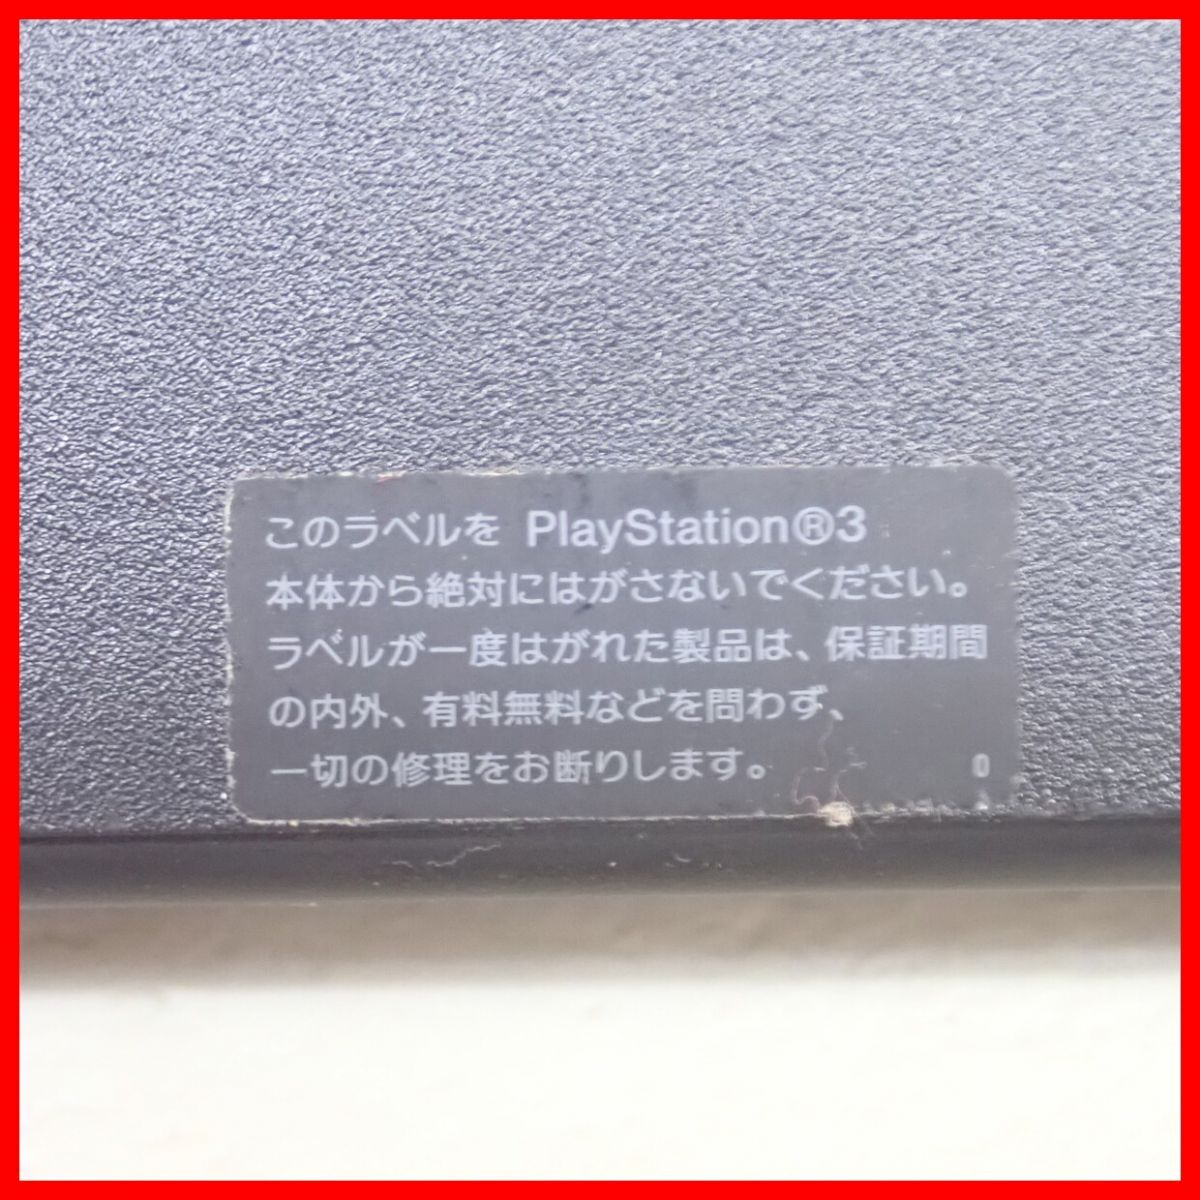 このラベルを PlayStation®3
本体から絶対にはがさないでください。
ラベルが一度はがれた製品は、保証期間
の内外、有料無料などを問わず、
一切の修理をお断りします。 0